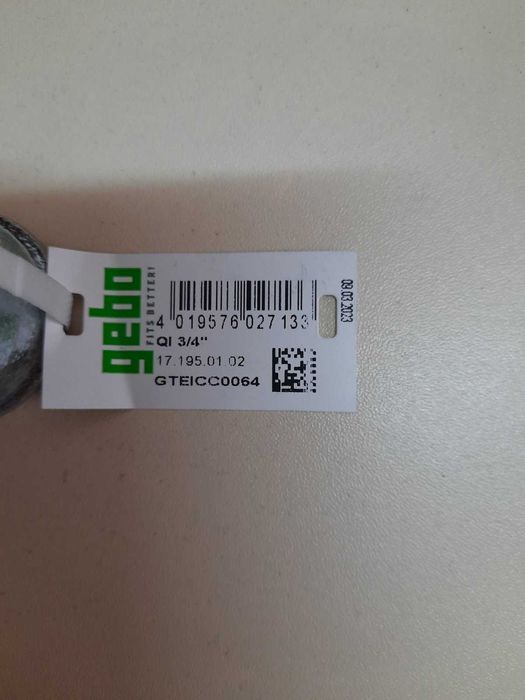 gebo
FITS BETTER!
4 019576 027133
QI 3/4"
17.195.01.02
GTEICC0064
09.03.2023